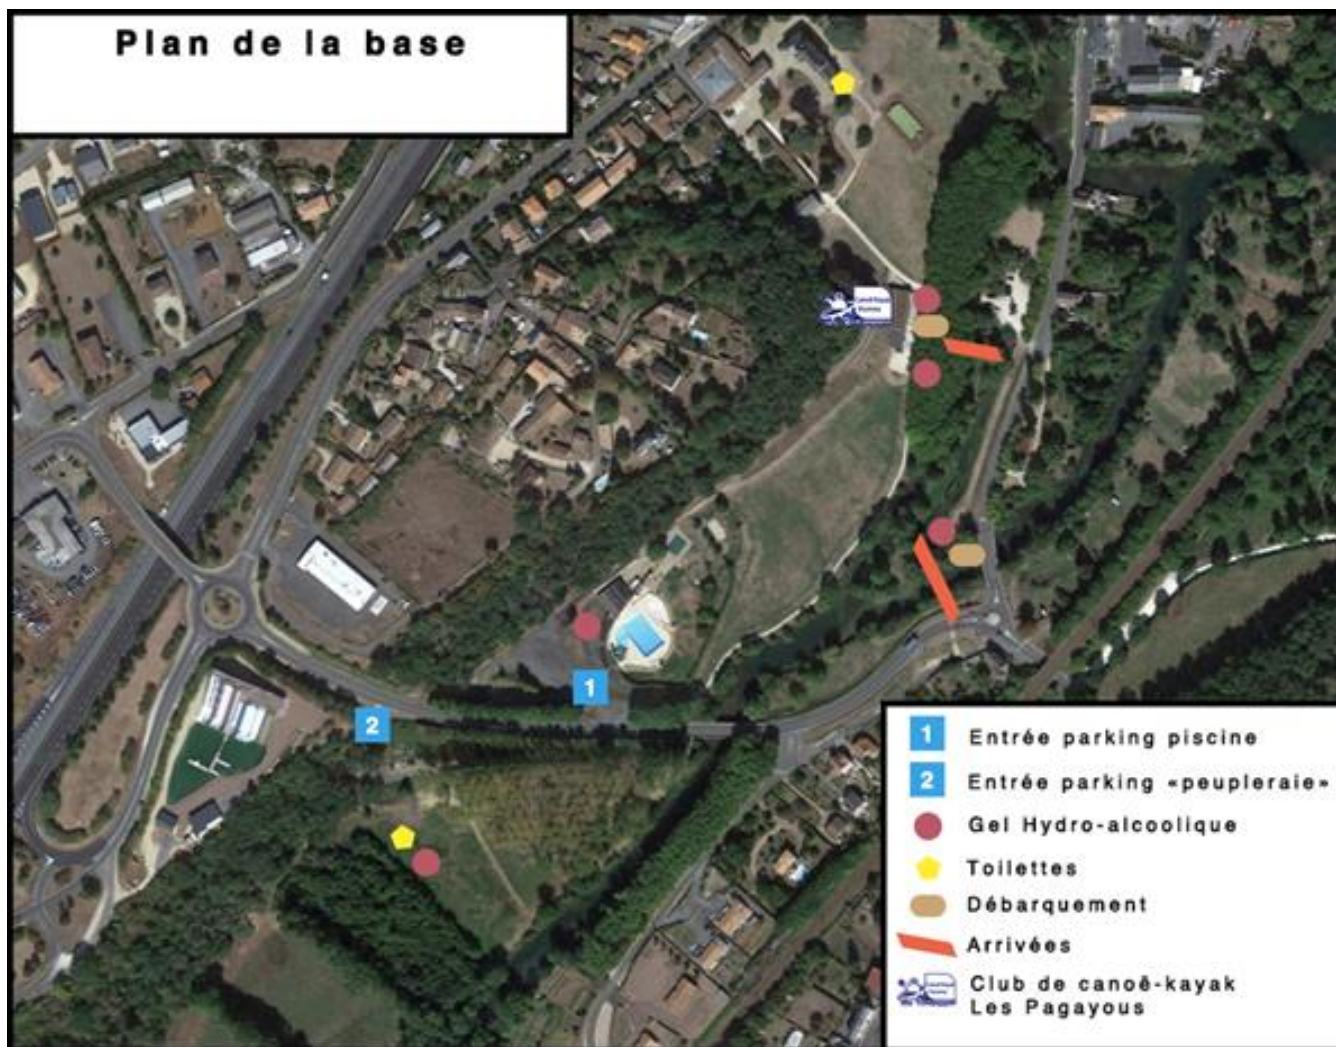 Plan de la base
1
2
1 Entrée parking piscine
2 Entrée parking «peupleraie»
Gel Hydro-alcoolique
Toilettes
Débarquement
Arrivées
Club de canoë-kayak
Les Pagayous